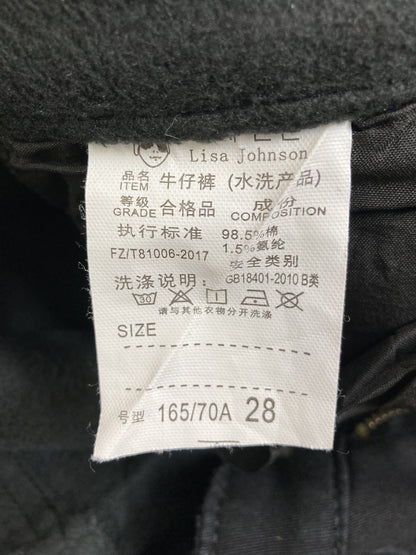 Lisa Johnson
品名 牛仔裤 (水洗产品)
ITEM
等级 合格品 成份
GRADE COMPOSITION
执行标准 98.5%棉
FZ/T81006-2017 1.5%氨纶
安全类别
洗涤说明: GB18401-2010 B类
30
请与其他衣物分开洗涤
SIZE
号型 165/70A 28